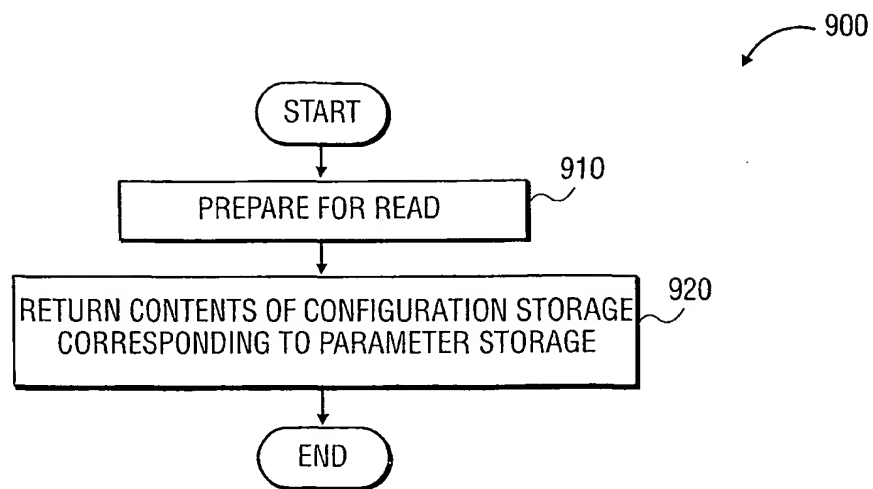 900
START
910
PREPARE FOR READ
920
RETURN CONTENTS OF CONFIGURATION STORAGE
CORRESPONDING TO PARAMETER STORAGE
END